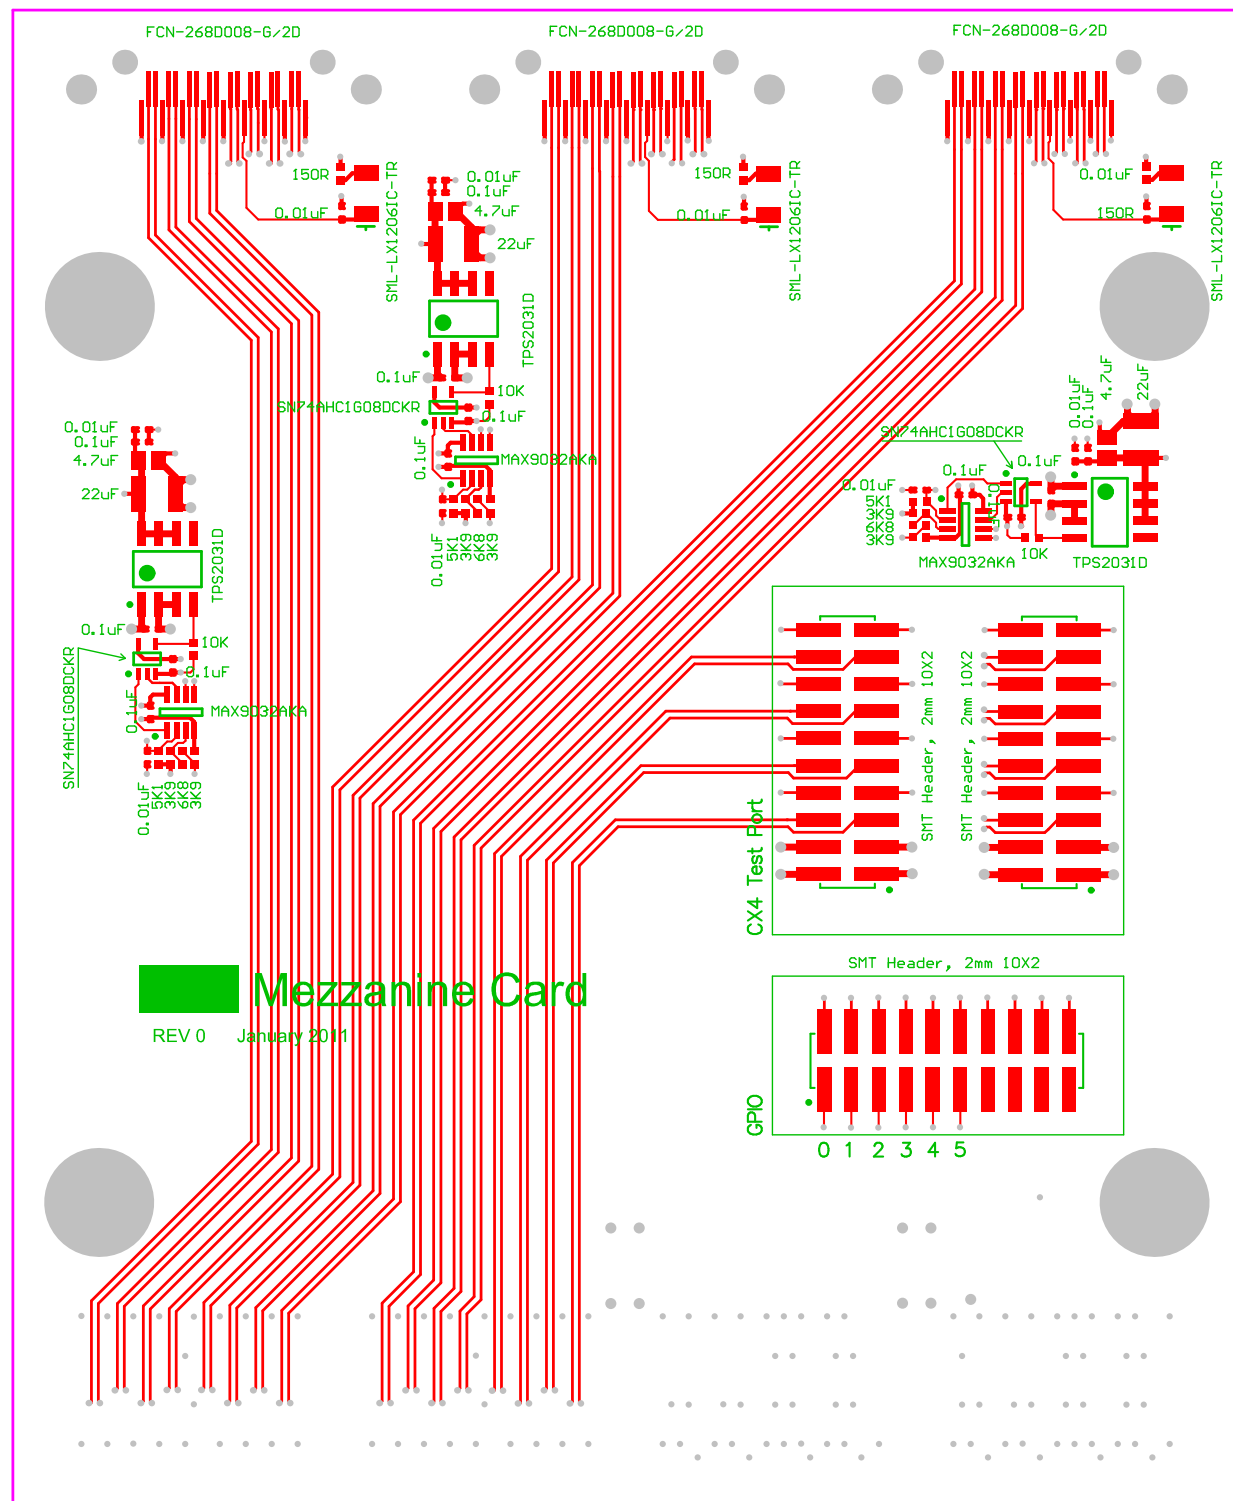 FCN-268D008-G/2D
FCN-268D008-G/2D
FCN-268D008-G/2D
150R
0.01uF
SML-LX1206IC-TR
0.01uF
0.1uF
4.7uF
22uF
TPS2031D
0.1uF
10K
SN74AHC1G08DCKR
0.1uF
0.1uF
MAX9032AKA
0.01uF
5K1
3K9
6K8
3K9
150R
0.01uF
SML-LX1206IC-TR
0.01uF
150R
SML-LX1206IC-TR
0.01uF
0.1uF
4.7uF
22uF
TPS2031D
0.1uF
10K
SN74AHC1G08DCKR
0.1uF
0.1uF
MAX9032AKA
0.01uF
5K1
3K9
6K8
3K9
0.01uF
0.1uF
4.7uF
22uF
SN74AHC1G08DCKR
0.1uF
0.1uF
0.01uF
5K1
3K9
6K8
3K9
0.1uF
10K
MAX9032AKA
TPS2031D
SMT Header, 2mm 10X2
SMT Header, 2mm 10X2
CX4 Test Port
SMT Header, 2mm 10X2
GPIO
0 1 2 3 4 5
Mezzanine Card
REV 0 January 2011